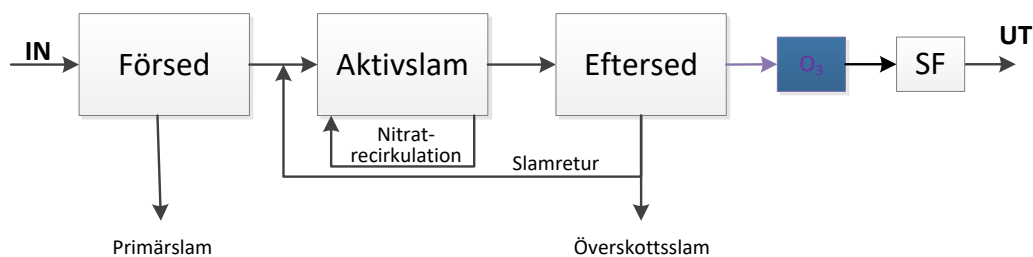 IN
UT
Försed
Aktivslam
Eftersed
O₃
SF
Nitrat-
recirkulation
Slamretur
Primärslam
Överskottsslam